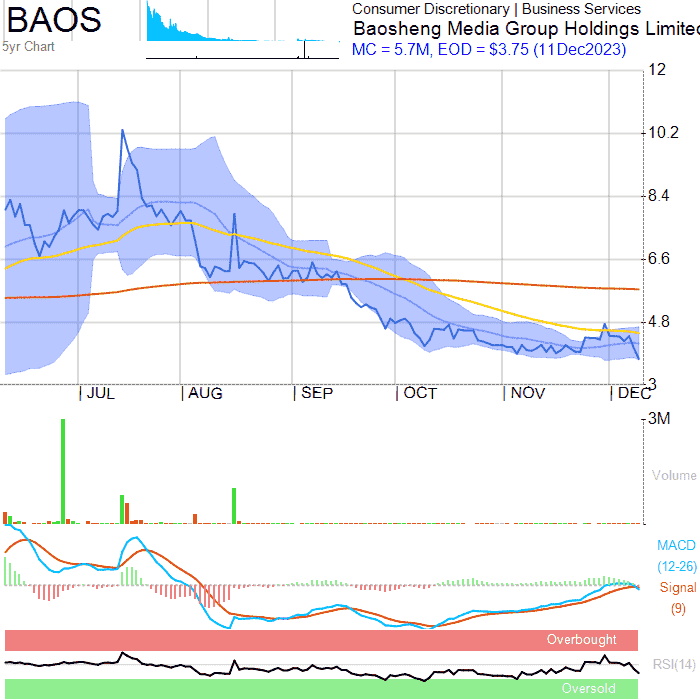 BAOS
5yr Chart
Consumer Discretionary | Business Services
Baosheng Media Group Holdings Limited
MC = 5.7M, EOD = $3.75 (11Dec2023)
12
10.2
8.4
6.6
4.8
3
JUL
AUG
SEP
OCT
NOV
DEC
3M
Volume
MACD
(12-26)
Signal
(9)
Overbought
RSI(14)
Oversold